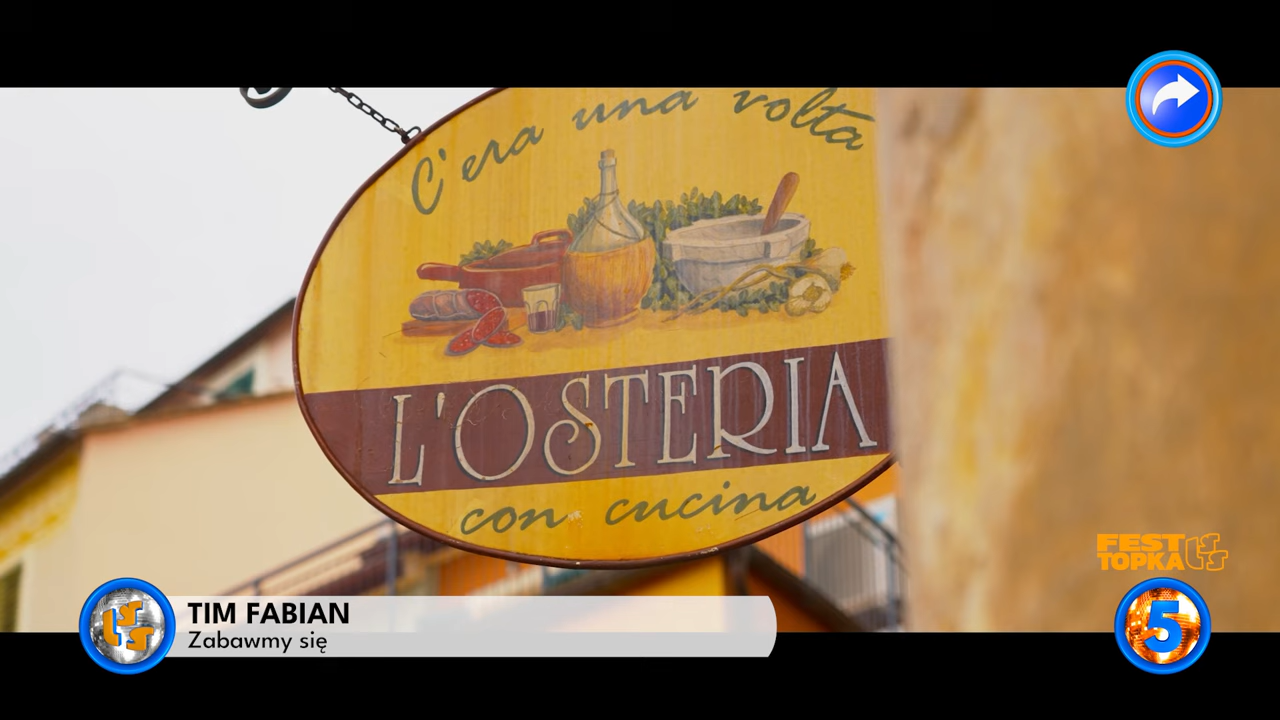 C'era una volta
L'OSTERIA
con cucina
FEST
TOPKA
TIM FABIAN
Zabawmy się
5